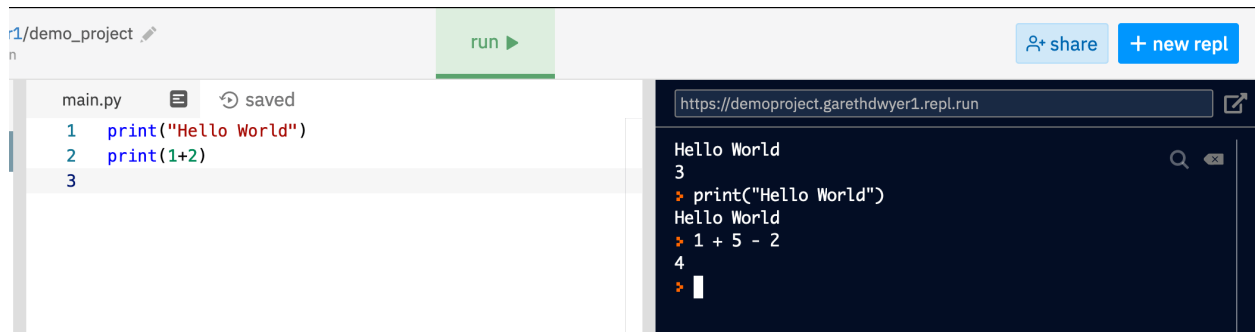 r1/demo_project
n
run
share
+ new repl
main.py
saved
1 print("Hello World")
2 print(1+2)
3
https://demoproject.garethdwyer1.repl.run
Hello World
3
> print("Hello World")
Hello World
> 1 + 5 - 2
4
>